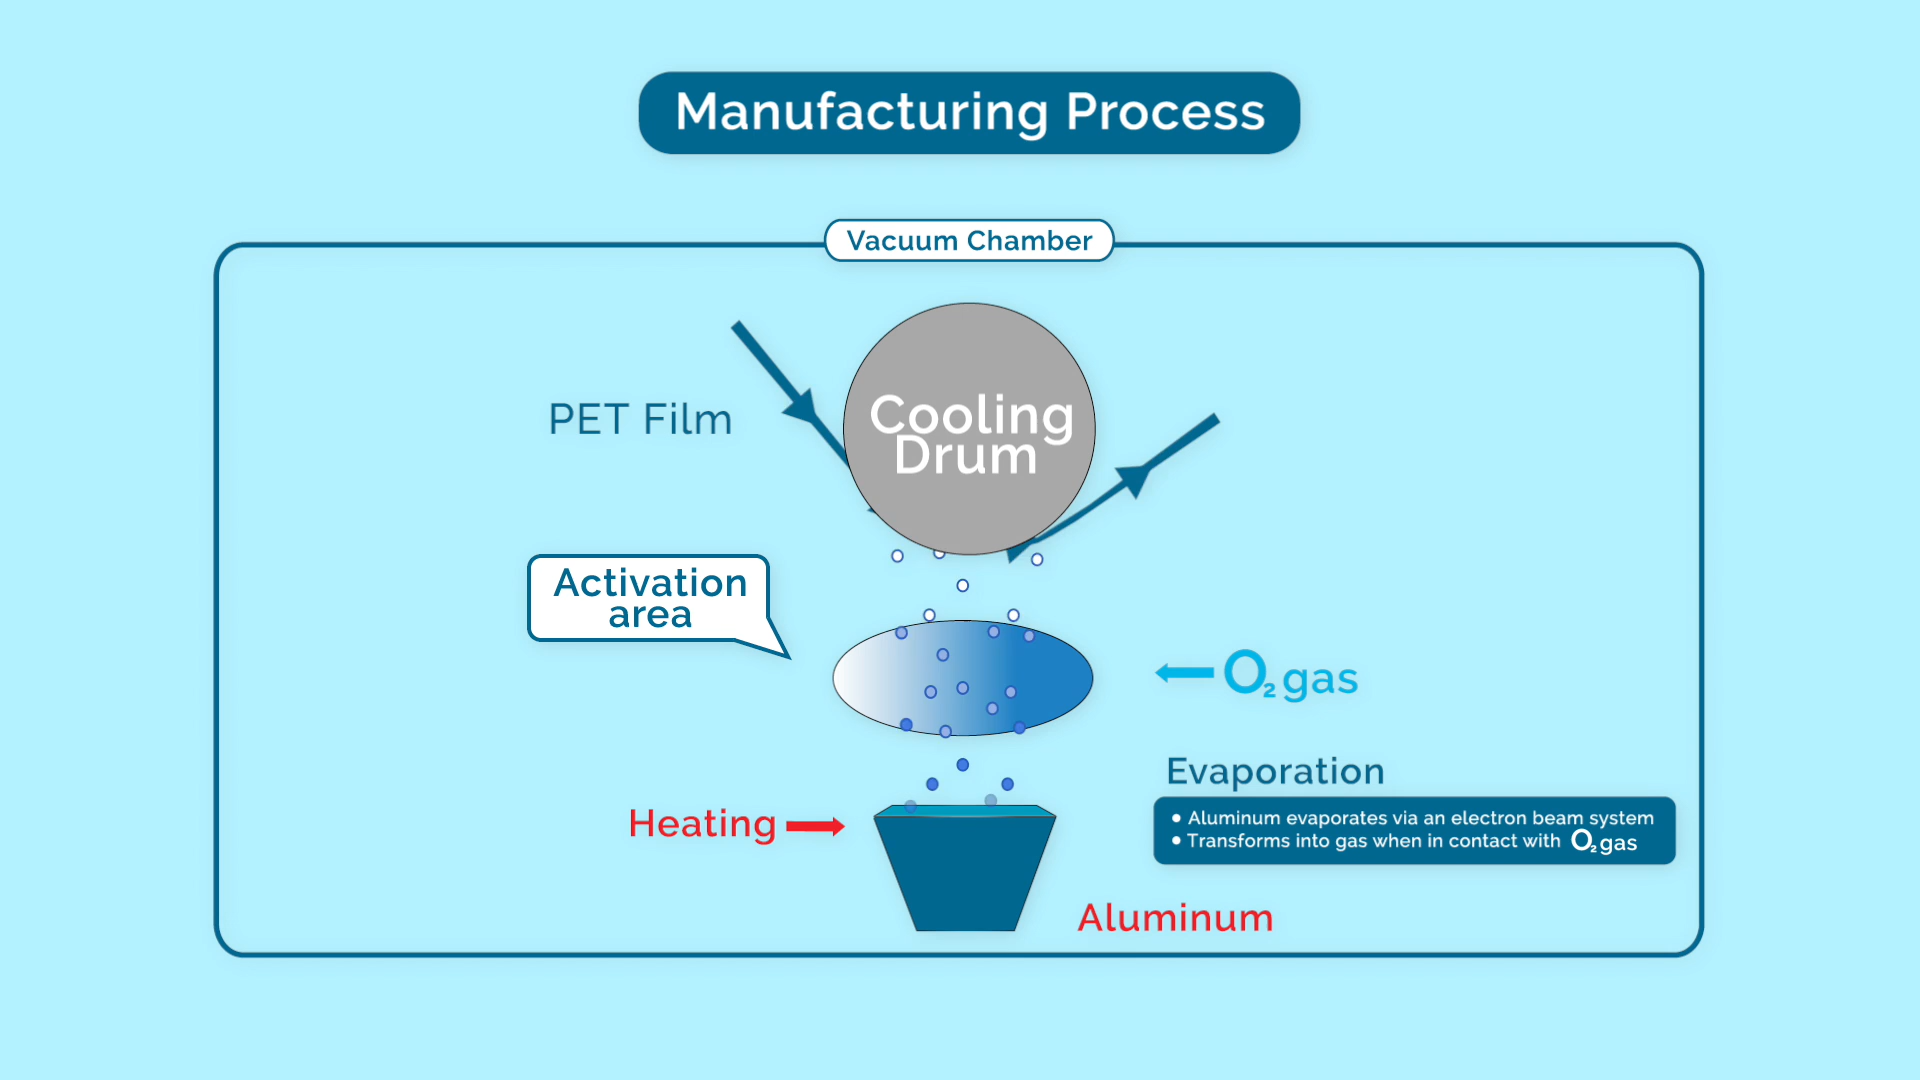 Manufacturing Process
Vacuum Chamber
PET Film
Cooling
Drum
Activation
area
O₂ gas
Evaporation
• Aluminum evaporates via an electron beam system
• Transforms into gas when in contact with O₂ gas
Heating
Aluminum